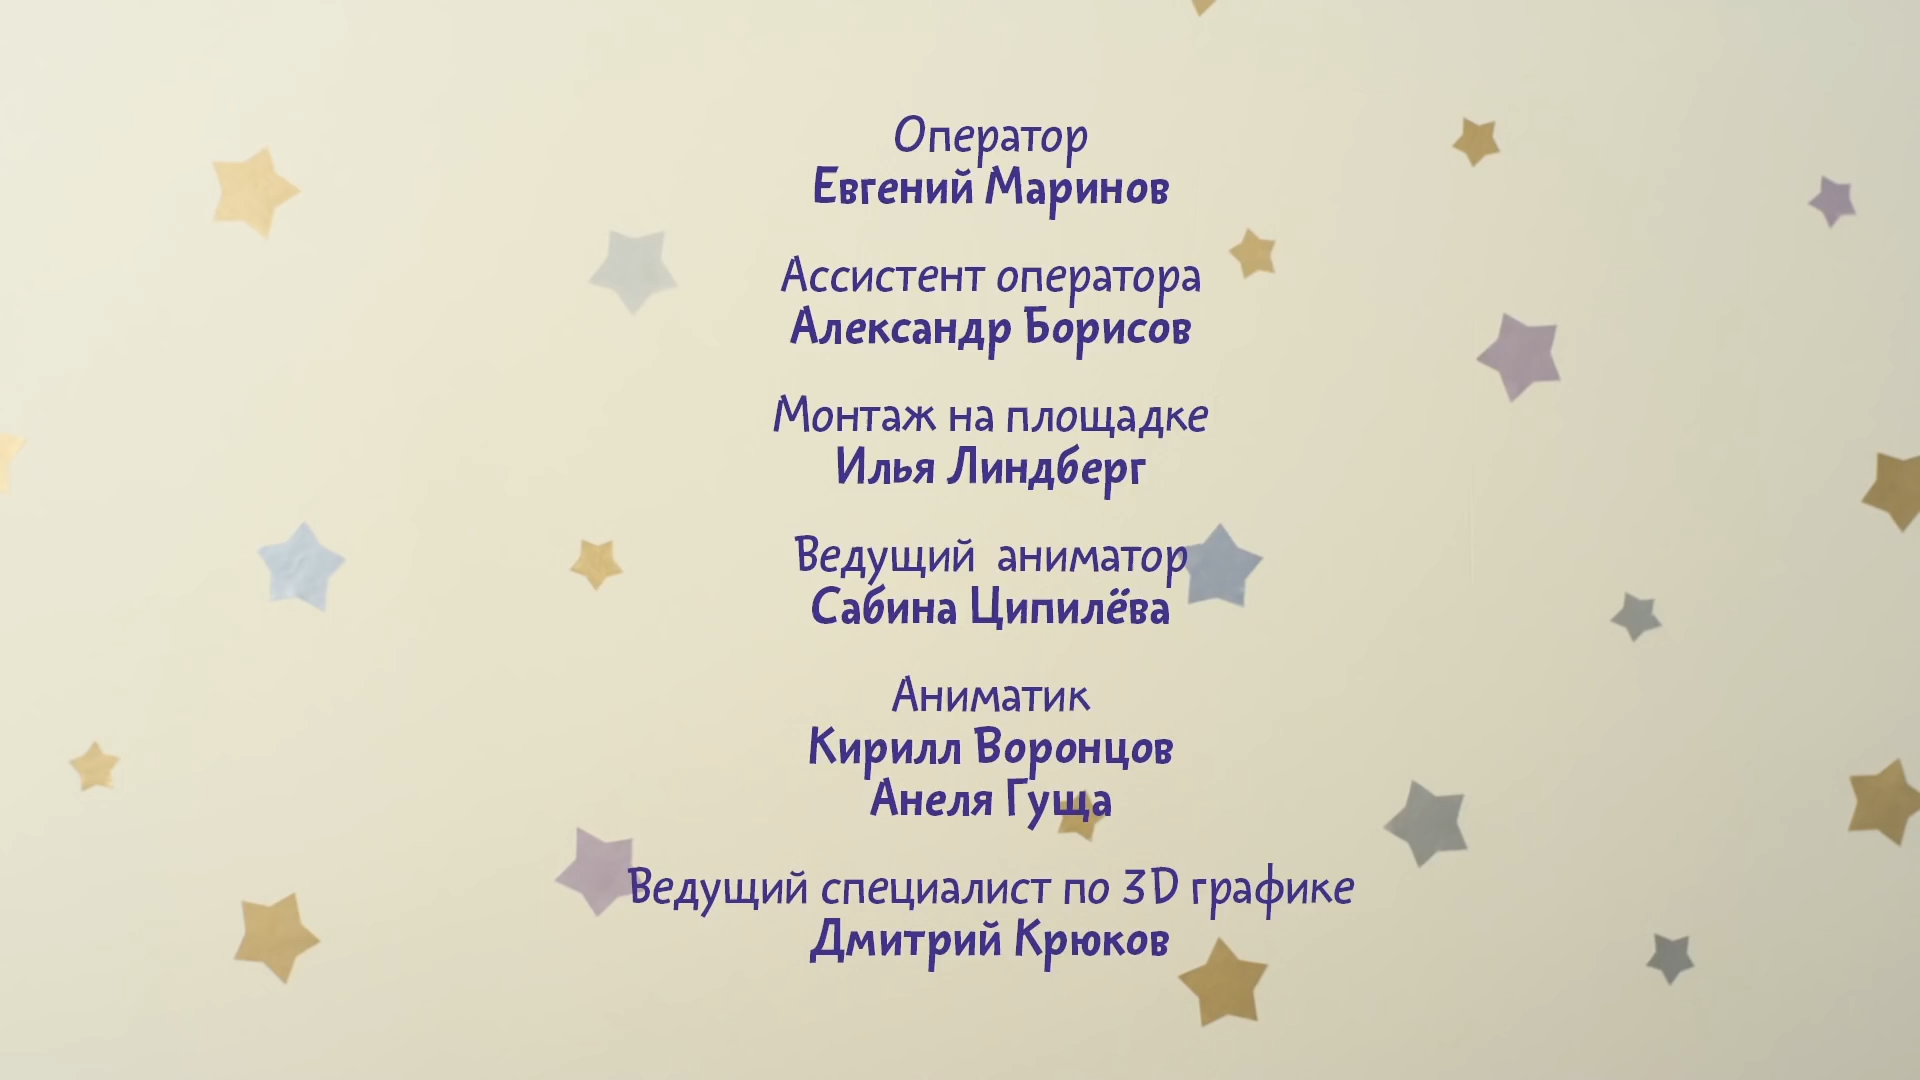 Оператор
Евгений Маринов
Ассистент оператора
Александр Борисов
Монтаж на площадке
Илья Линдберг
Ведущий аниматор
Сабина Ципилёва
Аниматик
Кирилл Воронцов
Анеля Гуща
Ведущий специалист по 3D графике
Дмитрий Крюков